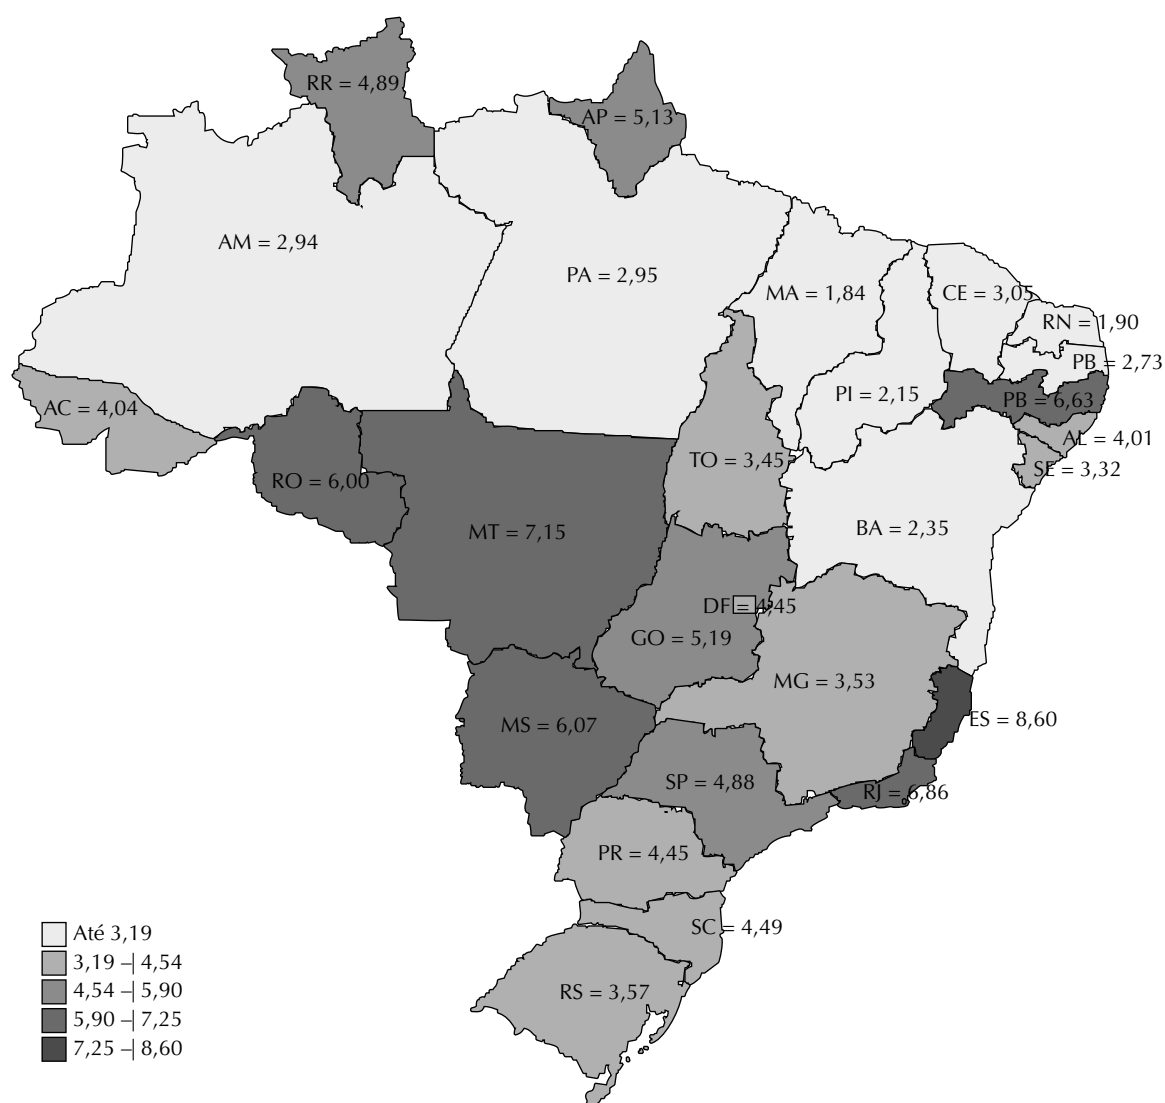 RR = 4,89
AP = 5,13
AM = 2,94
PA = 2,95
MA = 1,84
CE = 3,05
RN = 1,90
PB = 2,73
PI = 2,15
PB = 6,63
AC = 4,04
AL = 4,01
TO = 3,45
SE = 3,32
RO = 6,00
BA = 2,35
MT = 7,15
DF = 4,45
GO = 5,19
MG = 3,53
ES = 8,60
MS = 6,07
SP = 4,88
RJ = 6,86
PR = 4,45
SC = 4,49
RS = 3,57
Até 3,19
3,19 –| 4,54
4,54 –| 5,90
5,90 –| 7,25
7,25 –| 8,60